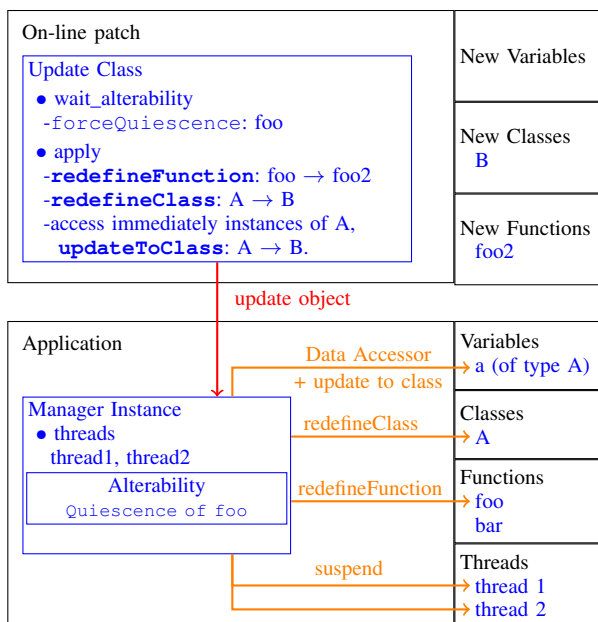 On-line patch
Update Class
• wait_alterability
-forceQuiescence: foo
• apply
-redefineFunction: foo → foo2
-redefineClass: A → B
-access immediately instances of A,
updateToClass: A → B.
New Variables
New Classes
B
New Functions
foo2
update object
Application
Manager Instance
• threads
thread1, thread2
Alterability
Quiescence of foo
Data Accessor
+ update to class
redefineClass
redefineFunction
suspend
Variables
a (of type A)
Classes
A
Functions
foo
bar
Threads
thread 1
thread 2